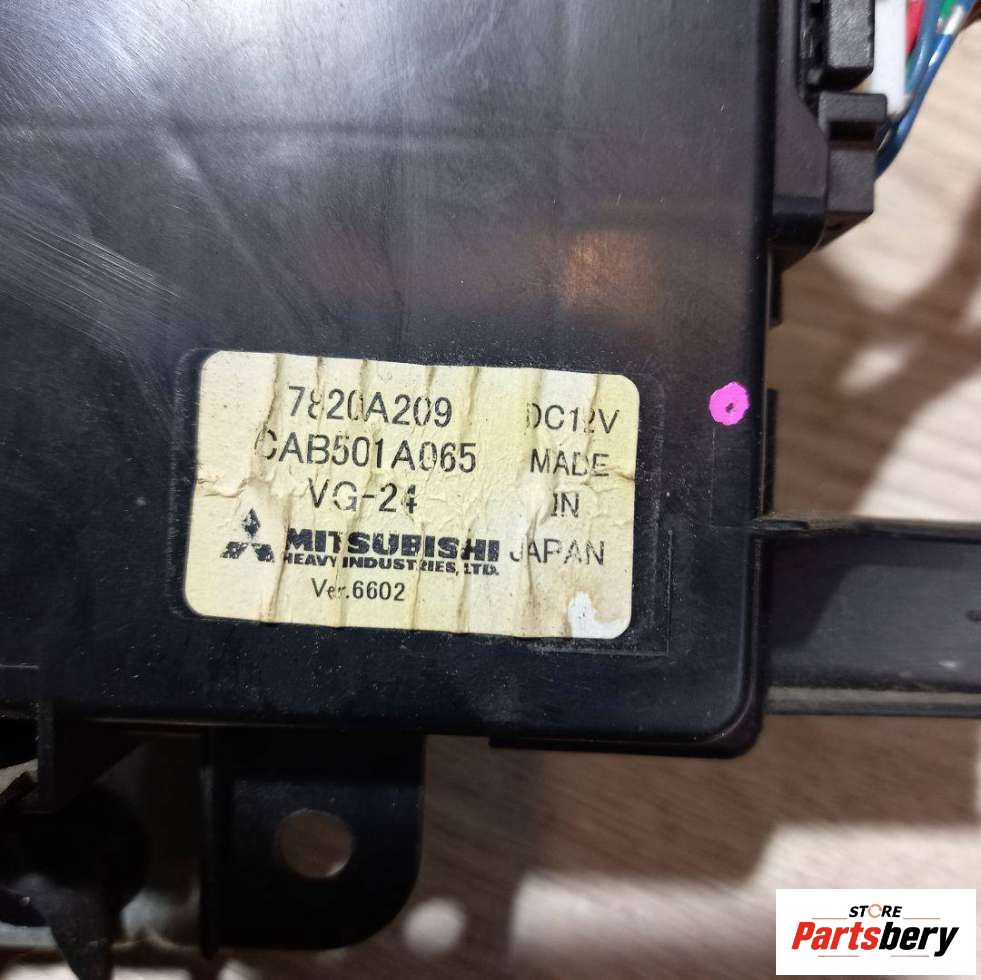 7820A209 DC12V
CAB501A065 MADE
VG-24 IN
MITSUBISHI JAPAN
HEAVY INDUSTRIES, LTD.
Ver.6602
STORE
Partsbery